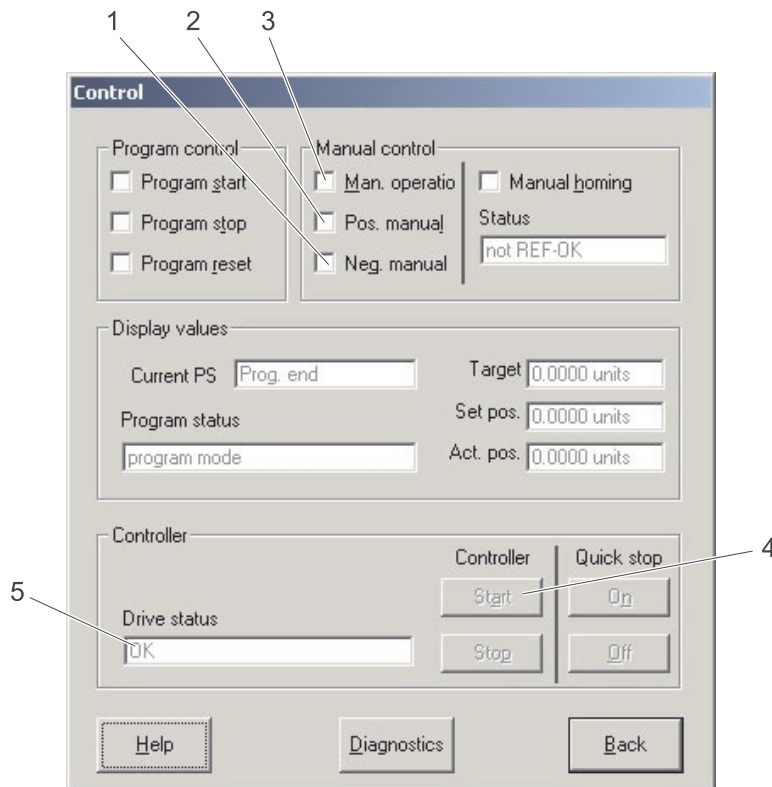 1 2 3
Control
Program control
Program start
Program stop
Program reset
Manual control
Man. operatio
Pos. manual
Neg. manual
Manual homing
Status
not REF-OK
Display values
Current PS Prog. end
Program status
program mode
Target 0.0000 units
Set pos. 0.0000 units
Act. pos. 0.0000 units
Controller
Controller Quick stop
4
Start On
5
Drive status
OK
Stop Off
Help Diagnostics Back